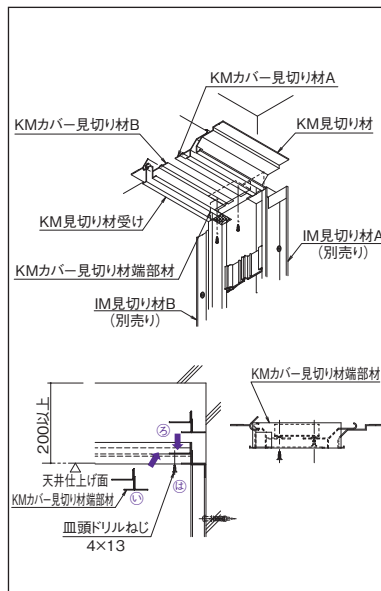 KMカバー見切り材A
KMカバー見切り材B
KM見切り材
KM見切り材受け
KMカバー見切り材端部材
IM見切り材A
(別売り)
IM見切り材B
(別売り)
KMカバー見切り材端部材
200以上
ろ
天井仕上げ面
は
KMカバー見切り材端部材
い
皿頭ドリルねじ
4×13